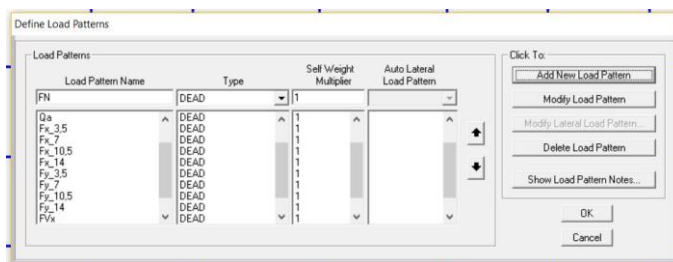 Define Load Patterns
Load Patterns
Click To:
Load Pattern Name Type Self Weight Multiplier Auto Lateral Load Pattern
FN DEAD 1
Qa DEAD 1
Fx_3,5 DEAD 1
Fx_7 DEAD 1
Fx_10,5 DEAD 1
Fx_14 DEAD 1
Fy_3,5 DEAD 1
Fy_7 DEAD 1
Fy_10,5 DEAD 1
Fy_14 DEAD 1
FVx DEAD 1
Add New Load Pattern
Modify Load Pattern
Modify Lateral Load Pattern...
Delete Load Pattern
Show Load Pattern Notes...
OK
Cancel